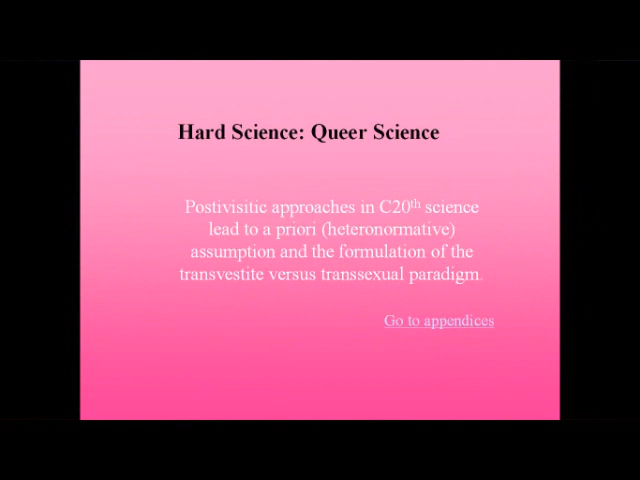 Hard Science: Queer Science
Postivisitic approaches in C20th science
lead to a priori (heteronormative)
assumption and the formulation of the
transvestite versus transsexual paradigm.
Go to appendices